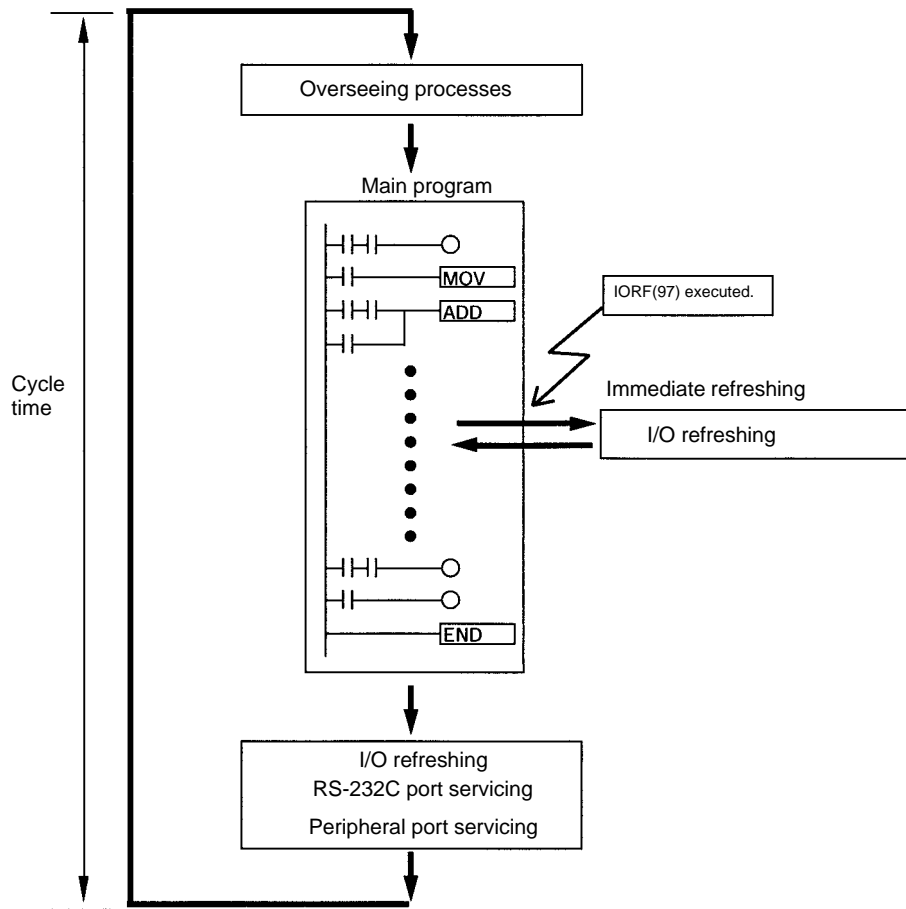 Overseeing processes
Main program
MOV
IORF(97) executed.
ADD
Cycle
time
Immediate refreshing
I/O refreshing
END
I/O refreshing
RS-232C port servicing
Peripheral port servicing